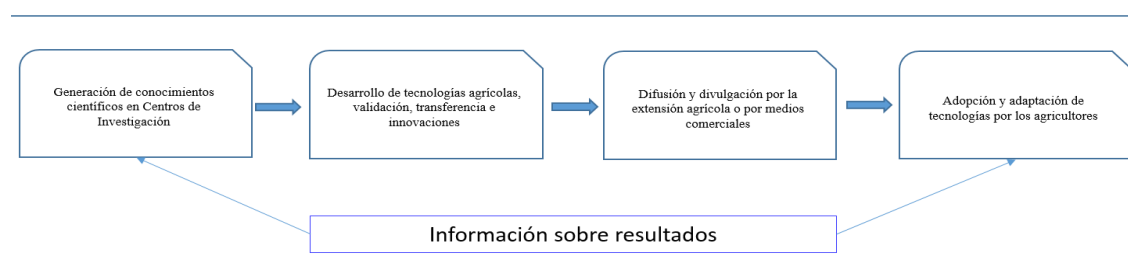 Generación de conocimientos
científicos en Centros de
Investigación
Desarrollo de tecnologías agrícolas,
validación, transferencia e
innovaciones
Difusión y divulgación por la
extensión agrícola o por medios
comerciales
Adopción y adaptación de
tecnologías por los agricultores
Información sobre resultados